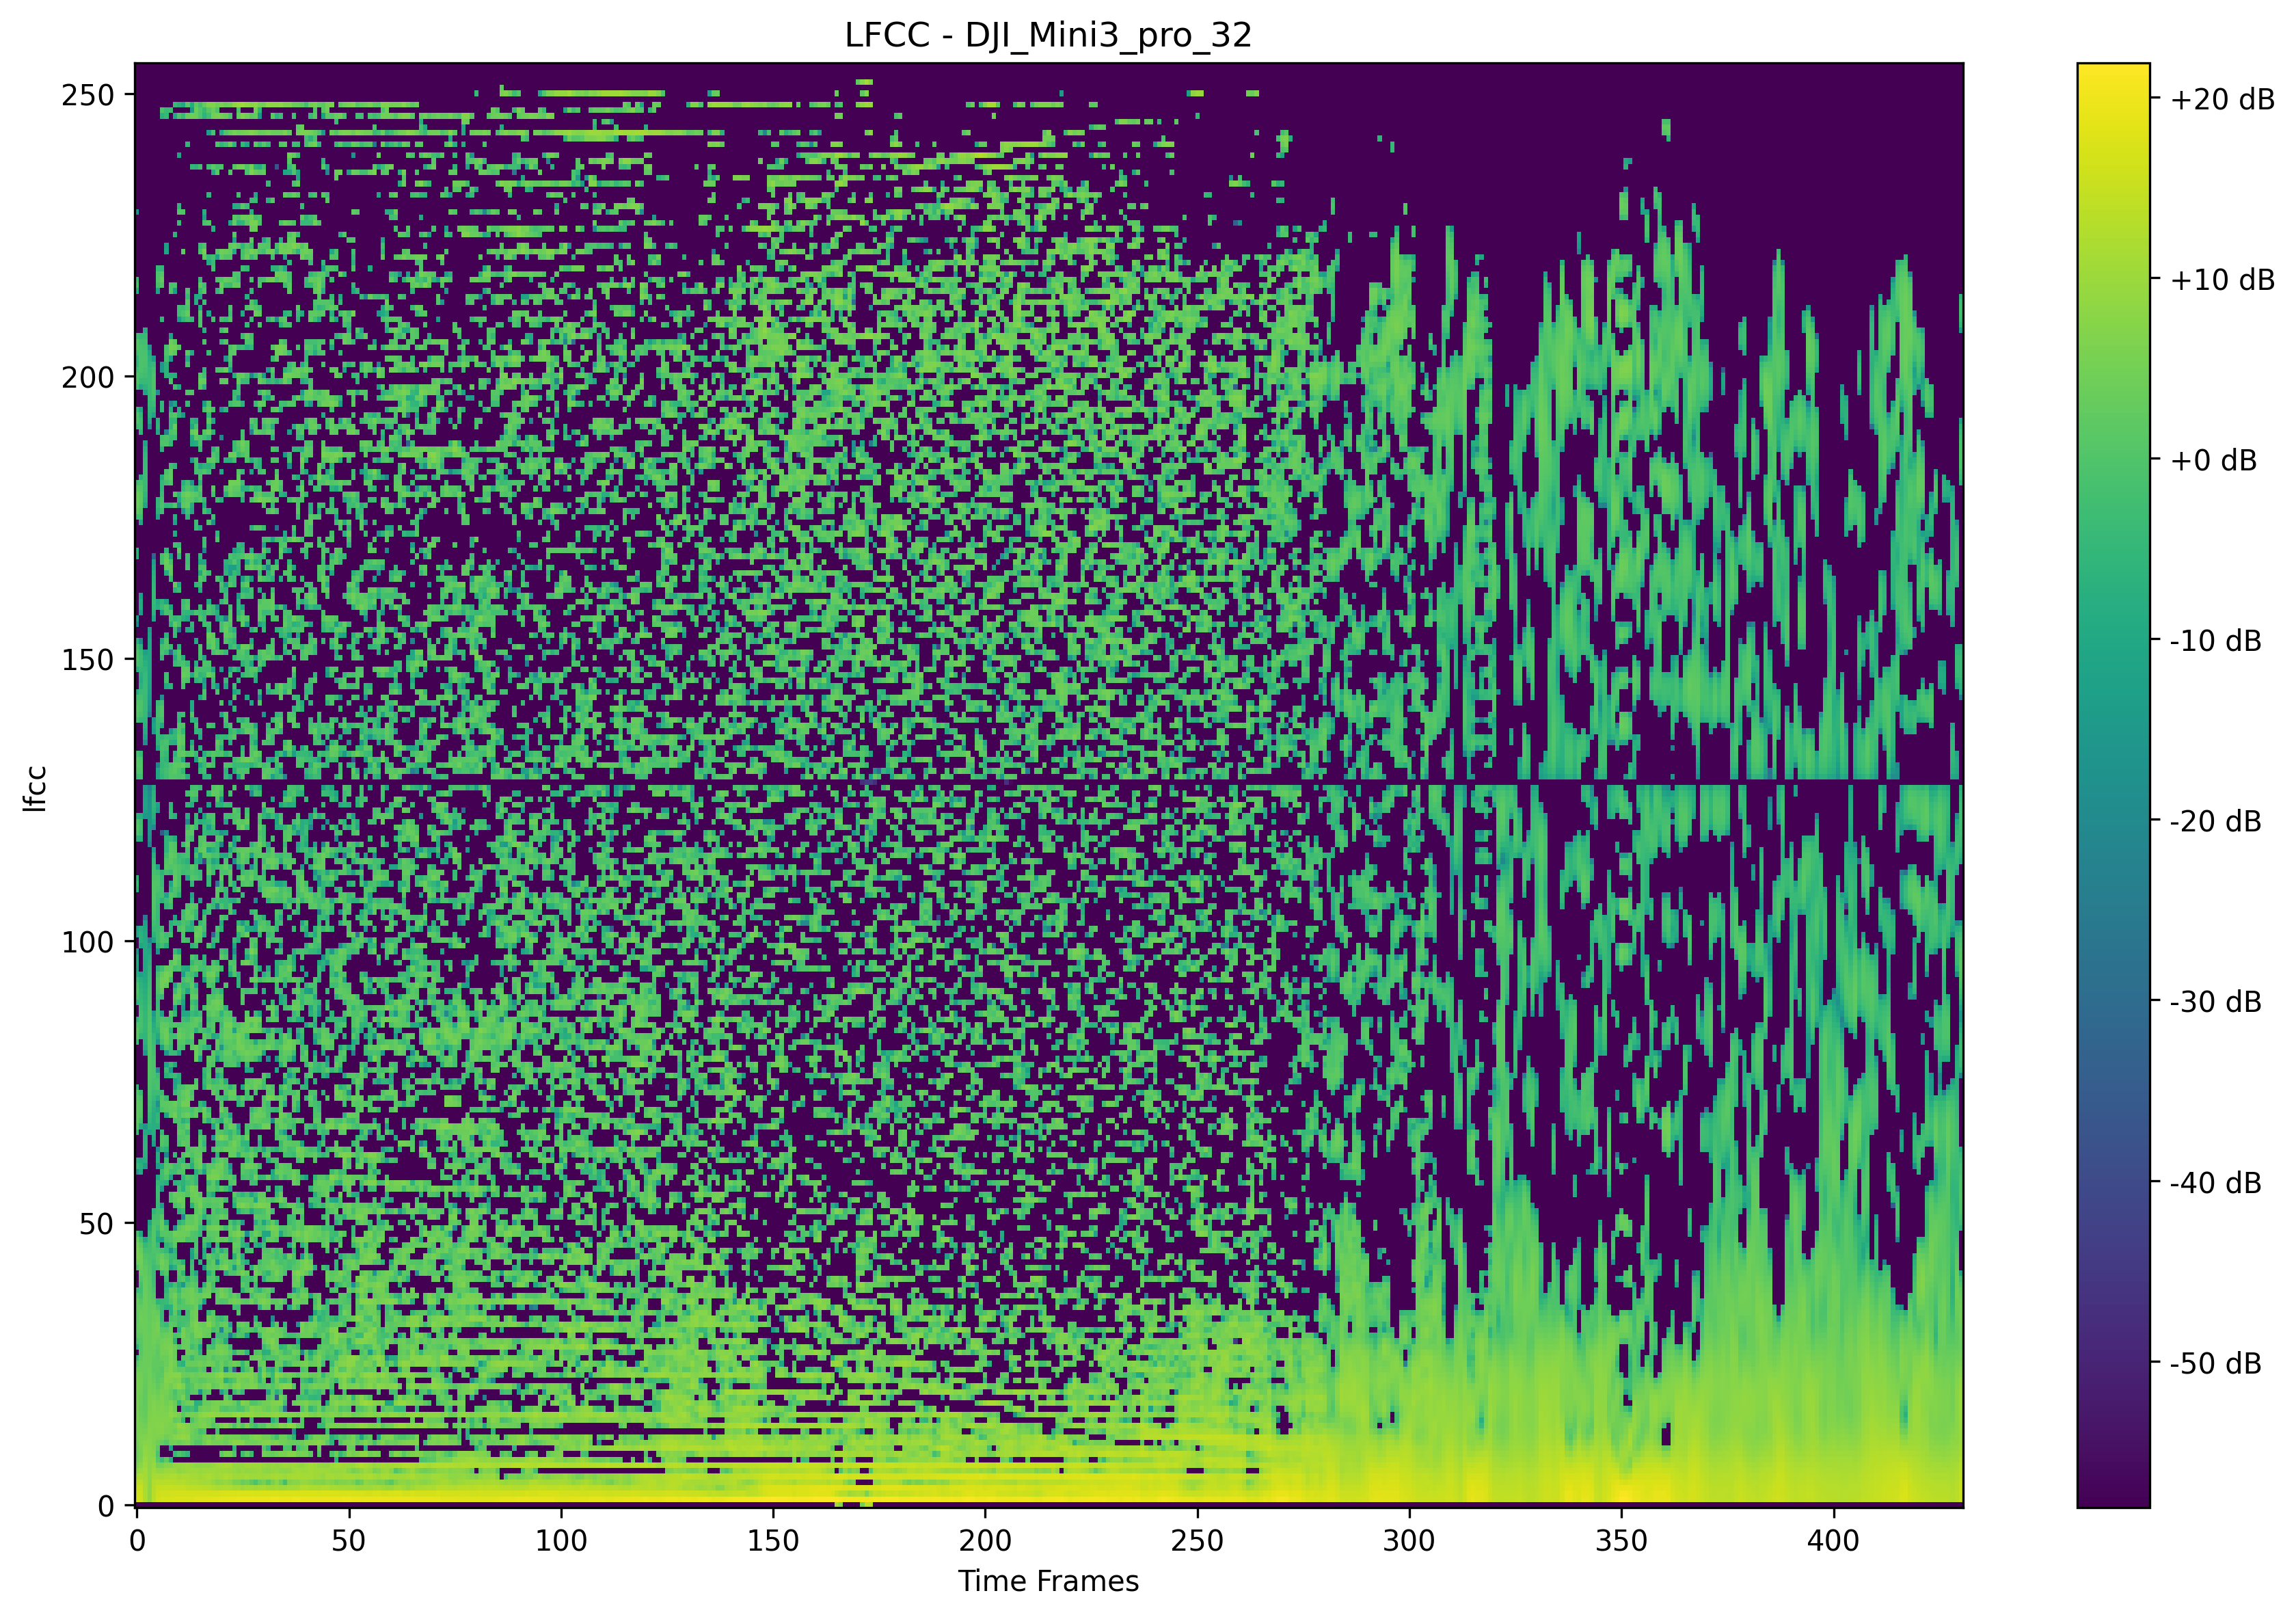 LFCC - DJI_Mini3_pro_32
250
200
150
100
50
0
lfcc
0 50 100 150 200 250 300 350 400
Time Frames
+20 dB
+10 dB
+0 dB
-10 dB
-20 dB
-30 dB
-40 dB
-50 dB